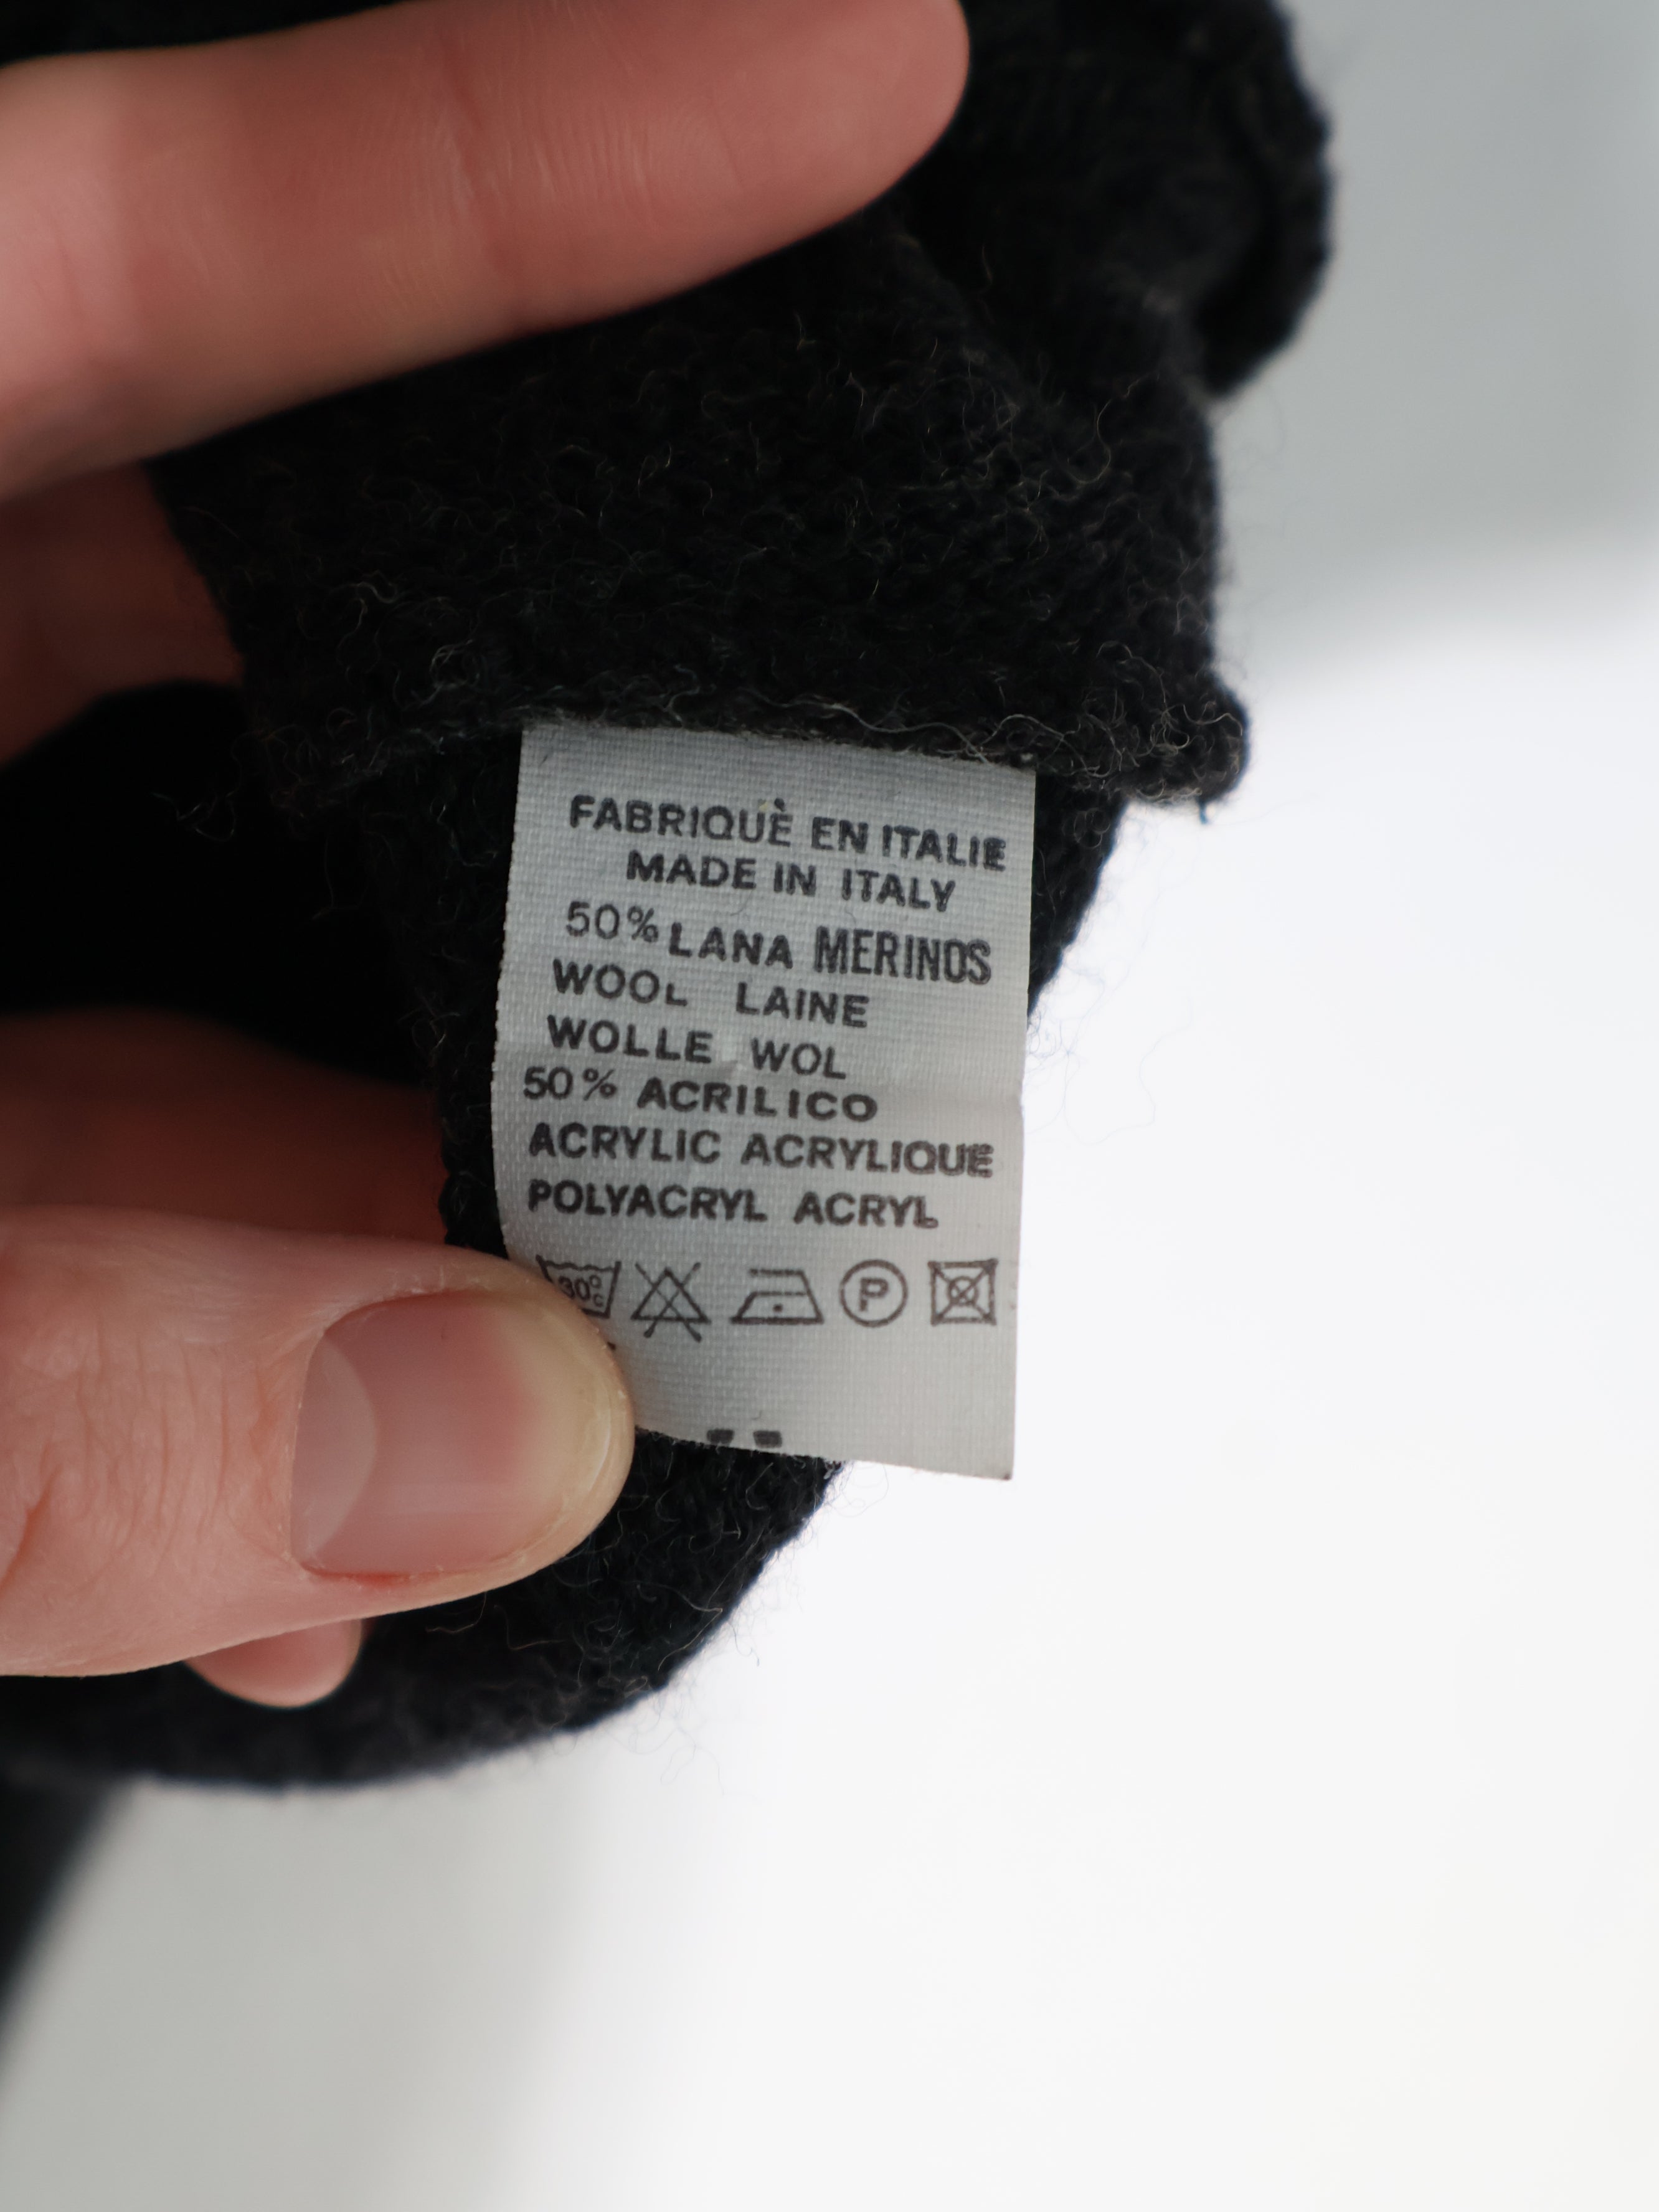 FABRIQUÈ EN ITALIE
MADE IN ITALY
50% LANA MERINOS
WOOL LAINE
WOLLE WOL
50% ACRILICO
ACRYLIC ACRYLIQUE
POLYACRYL ACRYL
30°C P